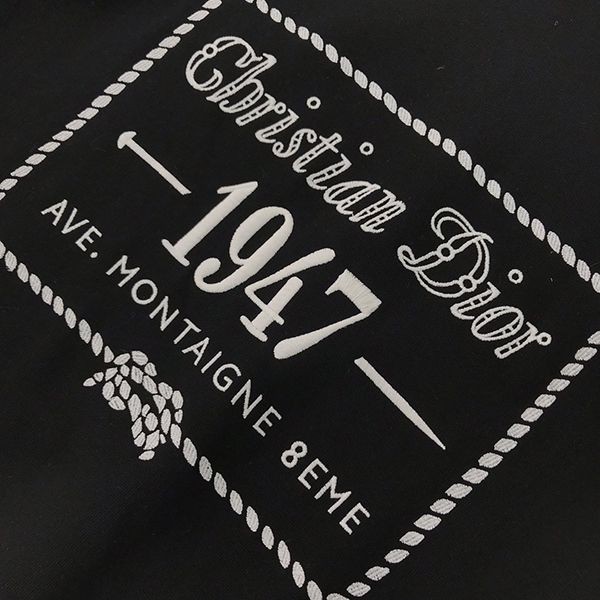 Christian Dior
1947
AVE. MONTAIGNE 8EME